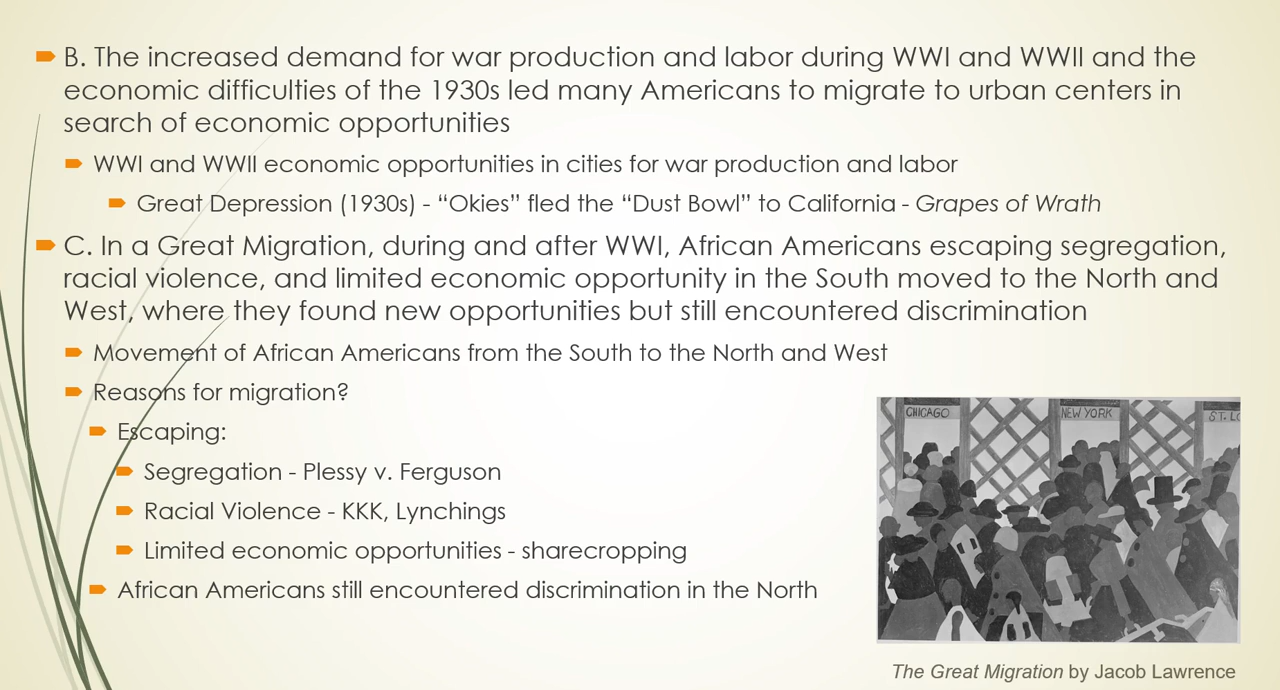 B. The increased demand for war production and labor during WWI and WWII and the
economic difficulties of the 1930s led many Americans to migrate to urban centers in
search of economic opportunities
WWI and WWII economic opportunities in cities for war production and labor
Great Depression (1930s) - “Okies” fled the “Dust Bowl” to California - Grapes of Wrath
C. In a Great Migration, during and after WWI, African Americans escaping segregation,
racial violence, and limited economic opportunity in the South moved to the North and
West, where they found new opportunities but still encountered discrimination
Movement of African Americans from the South to the North and West
Reasons for migration?
Escaping:
Segregation - Plessy v. Ferguson
Racial Violence - KKK, Lynchings
Limited economic opportunities - sharecropping
African Americans still encountered discrimination in the North
CHICAGO
NEW YORK
ST. LO
The Great Migration by Jacob Lawrence